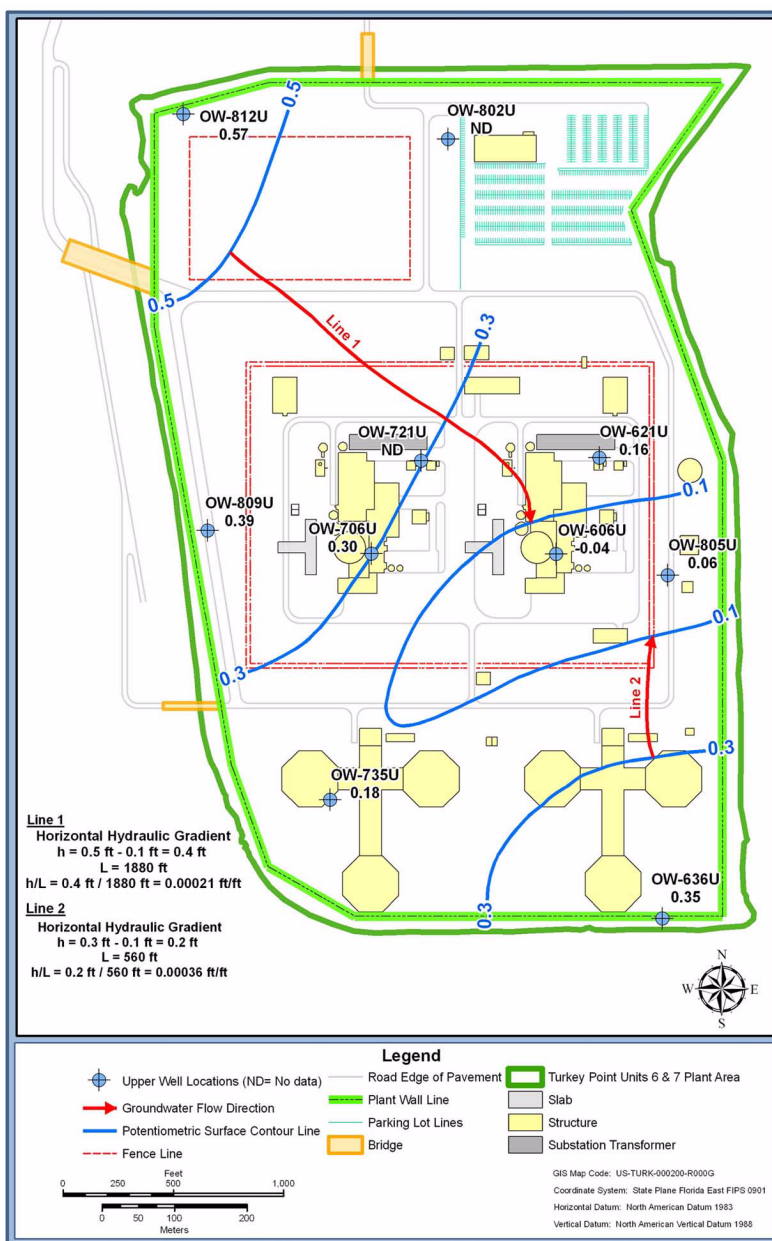 0.5
OW-812U
0.57
OW-802U
ND
0.5
0.3
Line 1
OW-721U
ND
OW-621U
0.16
0.1
OW-809U
0.39
OW-706U
0.30
OW-606U
-0.04
OW-805U
0.06
0.1
0.3
Line 2
0.3
OW-735U
0.18
Line 1
Horizontal Hydraulic Gradient
h = 0.5 ft - 0.1 ft = 0.4 ft
L = 1880 ft
h/L = 0.4 ft / 1880 ft = 0.00021 ft/ft
Line 2
Horizontal Hydraulic Gradient
h = 0.3 ft - 0.1 ft = 0.2 ft
L = 560 ft
h/L = 0.2 ft / 560 ft = 0.00036 ft/ft
0.3
OW-636U
0.35
N
W E
S
Legend
Upper Well Locations (ND= No data)
Groundwater Flow Direction
Potentiometric Surface Contour Line
Fence Line
Road Edge of Pavement
Plant Wall Line
Parking Lot Lines
Bridge
Turkey Point Units 6 & 7 Plant Area
Slab
Structure
Substation Transformer
Feet
0 250 500 1,000
0 50 100 200
Meters
GIS Map Code: US-TURK-000200-R000G
Coordinate System: State Plane Florida East FIPS 0901
Horizontal Datum: North American Datum 1983
Vertical Datum: North American Vertical Datum 1988